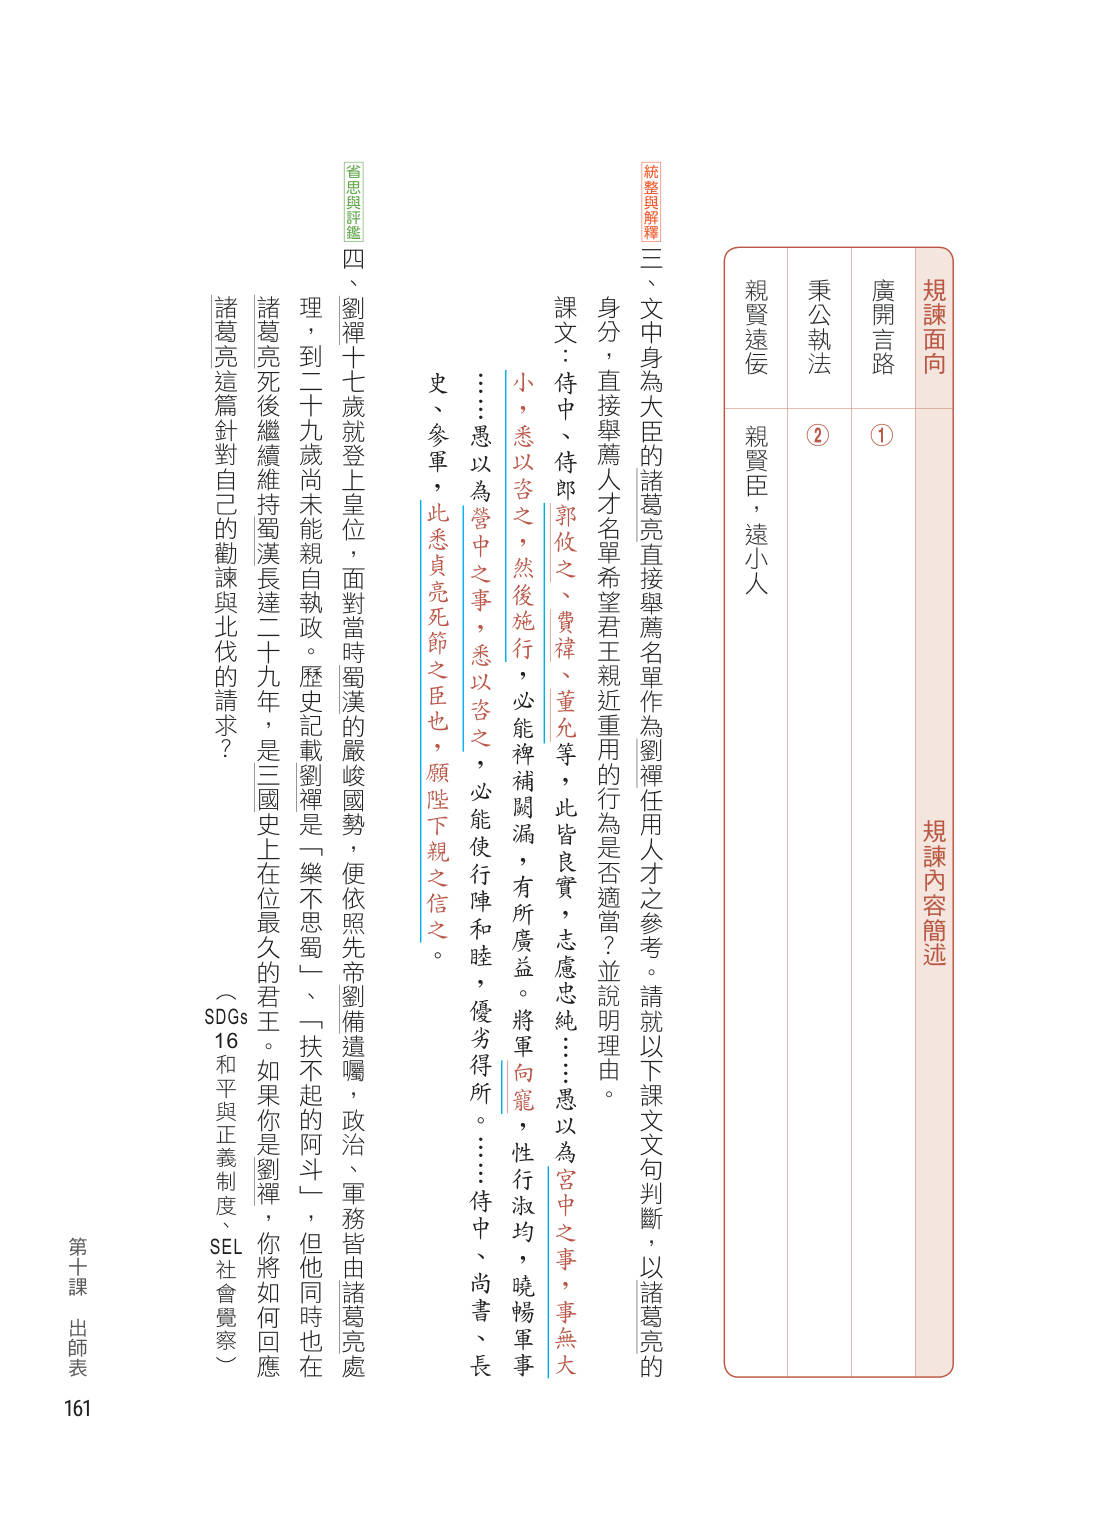 規諫面向
規諫內容簡述
廣開言路
①
秉公執法
②
親賢遠佞
親賢臣，遠小人
統整與解釋
三、文中身為大臣的諸葛亮直接舉薦名單作為劉禪任用人才之參考。請就以下課文文句判斷，以諸葛亮的
身分，直接舉薦人才名單希望君王親近重用的行為是否適當？並說明理由。
課文：侍中、侍郎郭攸之、費禕、董允等，此皆良實，志慮忠純……愚以為宮中之事，事無大
小，悉以咨之，然後施行，必能裨補闕漏，有所廣益。將軍向寵，性行淑均，曉暢軍事
……愚以為營中之事，悉以咨之，必能使行陣和睦，優劣得所。……侍中、尚書、長
史、參軍，此悉貞亮死節之臣也，願陛下親之信之。
省思與評鑑
四、劉禪十七歲就登上皇位，面對當時蜀漢的嚴峻國勢，便依照先帝劉備遺囑，政治、軍務皆由諸葛亮處
理，到二十九歲尚未能親自執政。歷史記載劉禪是「樂不思蜀」、「扶不起的阿斗」，但他同時也在
諸葛亮死後繼續維持蜀漢長達二十九年，是三國史上在位最久的君王。如果你是劉禪，你將如何回應
諸葛亮這篇針對自己的勸諫與北伐的請求？
（SDGs 16和平與正義制度、SEL社會覺察）
第十課 出師表
161